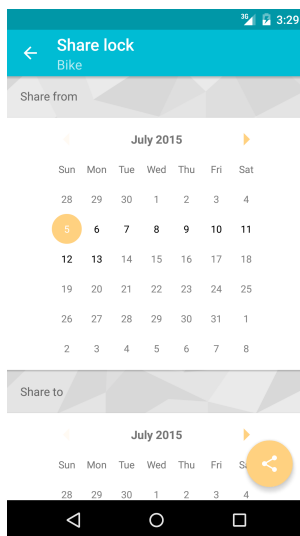 3G 3:29
Share lock
Bike
Share from
July 2015
Sun Mon Tue Wed Thu Fri Sat
28 29 30 1 2 3 4
5 6 7 8 9 10 11
12 13 14 15 16 17 18
19 20 21 22 23 24 25
26 27 28 29 30 31 1
2 3 4 5 6 7 8
Share to
July 2015
Sun Mon Tue Wed Thu Fri
28 29 30 1 2 3 4